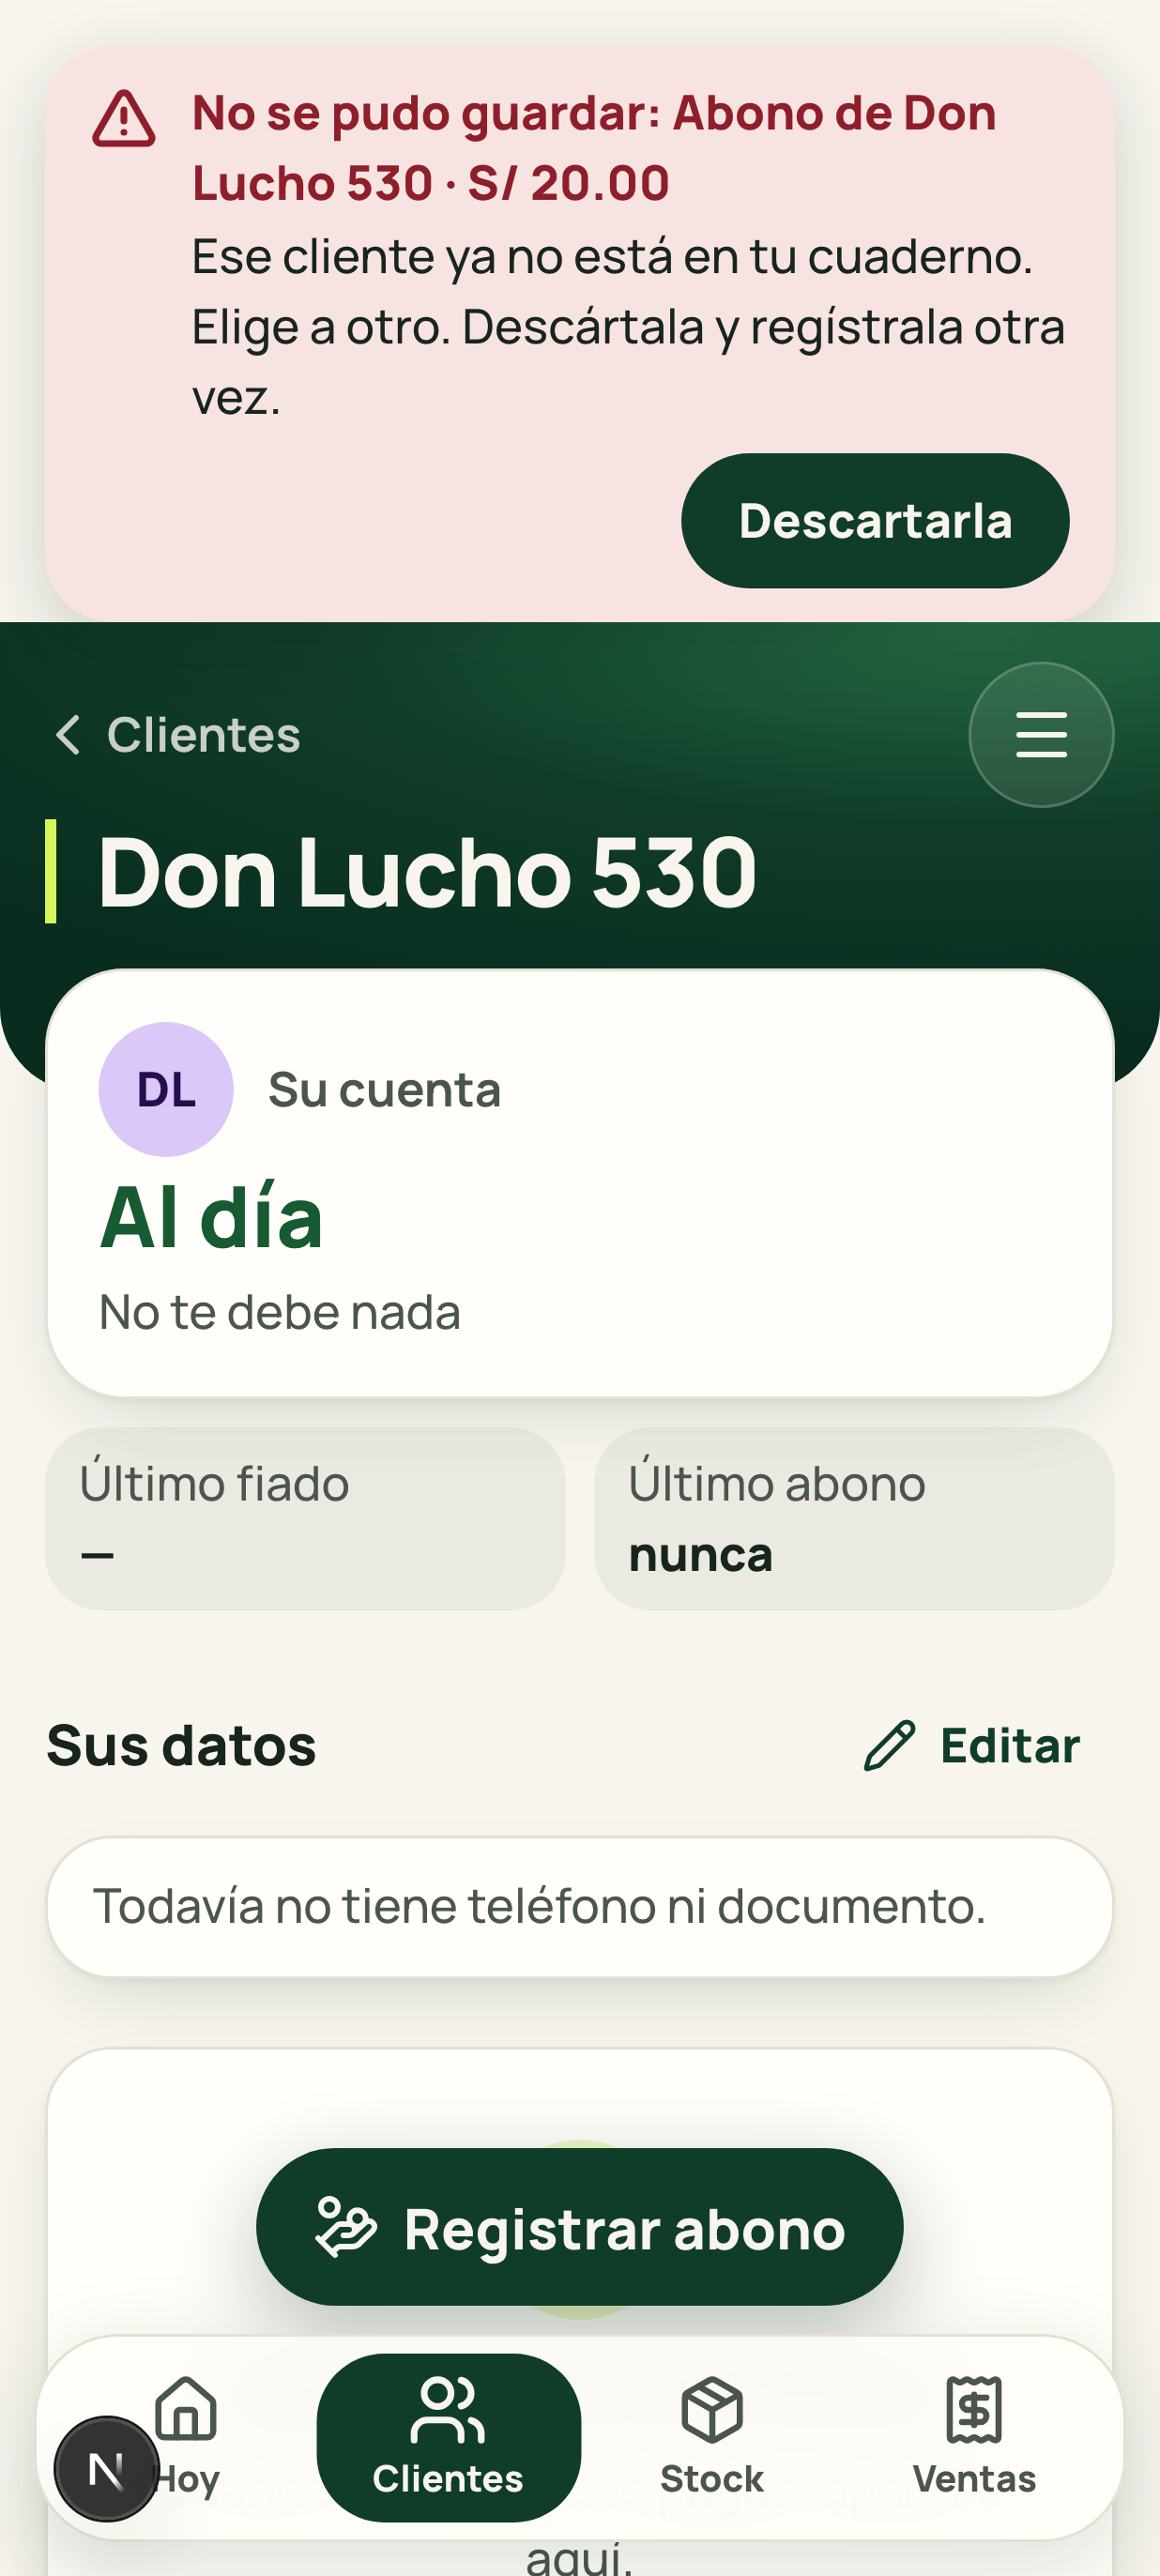 No se pudo guardar: Abono de Don
Lucho 530 · S/ 20.00
Ese cliente ya no está en tu cuaderno.
Elige a otro. Descártala y regístrala otra
vez.
Descartarla
Clientes
Don Lucho 530
DL
Su cuenta
Al día
No te debe nada
Último fiado
—
Último abono
nunca
Sus datos
Editar
Todavía no tiene teléfono ni documento.
Registrar abono
N
Hoy
Clientes
Stock
Ventas
aquí.